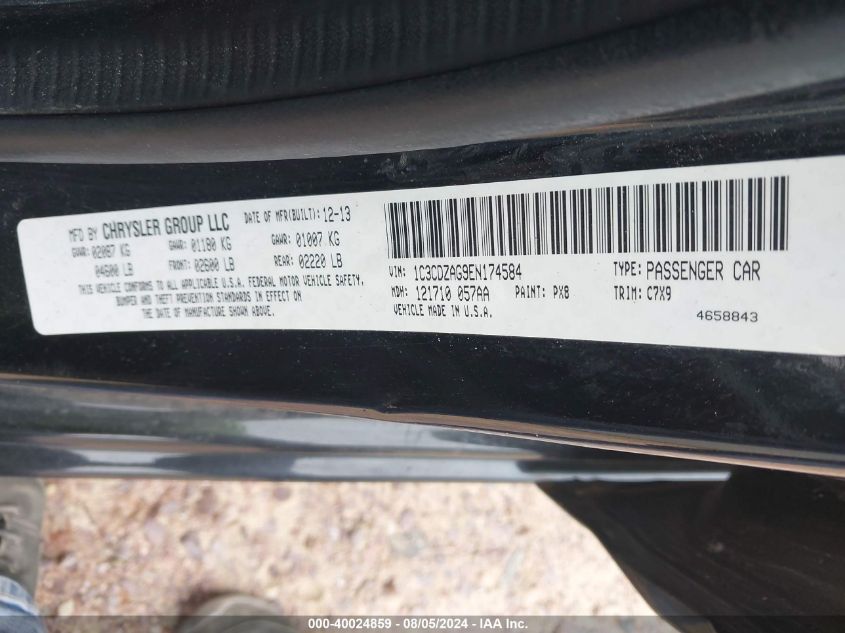 MFD BY CHRYSLER GROUP LLC DATE OF MFR(BUILT): 12-13
GVWR: 02087 KG GAWR: 01180 KG GAWR: 01007 KG
04600 LB FRONT: 02600 LB REAR: 02220 LB
THIS VEHICLE CONFORMS TO ALL APPLICABLE U.S.A. FEDERAL MOTOR VEHICLE SAFETY,
BUMPER AND THEFT PREVENTION STANDARDS IN EFFECT ON
THE DATE OF MANUFACTURE SHOWN ABOVE.
VIN: 1C3CDZAG9EN174584 TYPE: PASSENGER CAR
MDH: 121710 057AA PAINT: PX8 TRIM: C7X9
VEHICLE MADE IN U.S.A. 4658843
000-40024859 - 08/05/2024 - IAA Inc.